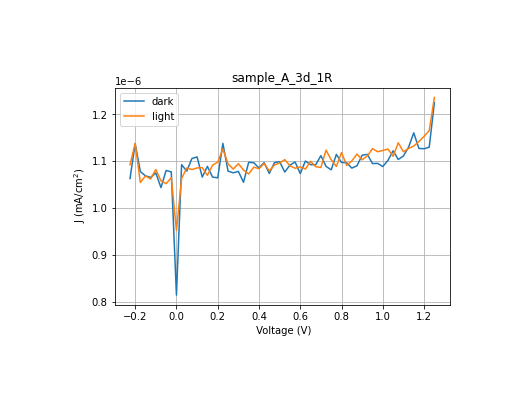 sample_A_3d_1R
1e−6
dark
light
1.2
1.1
1.0
0.9
0.8
J (mA/cm²)
−0.2 0.0 0.2 0.4 0.6 0.8 1.0 1.2
Voltage (V)